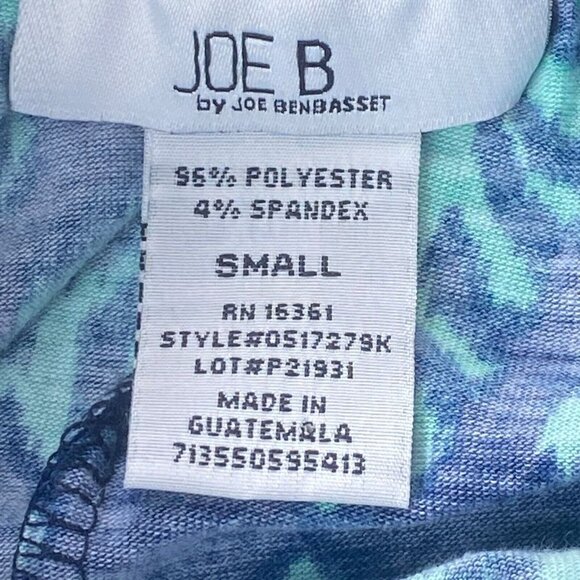 JOE B
by JOE BENBASSET
96% POLYESTER
4% SPANDEX
SMALL
RN 16361
STYLE#0517279K
LOT#P21931
MADE IN
GUATEMALA
713550595413